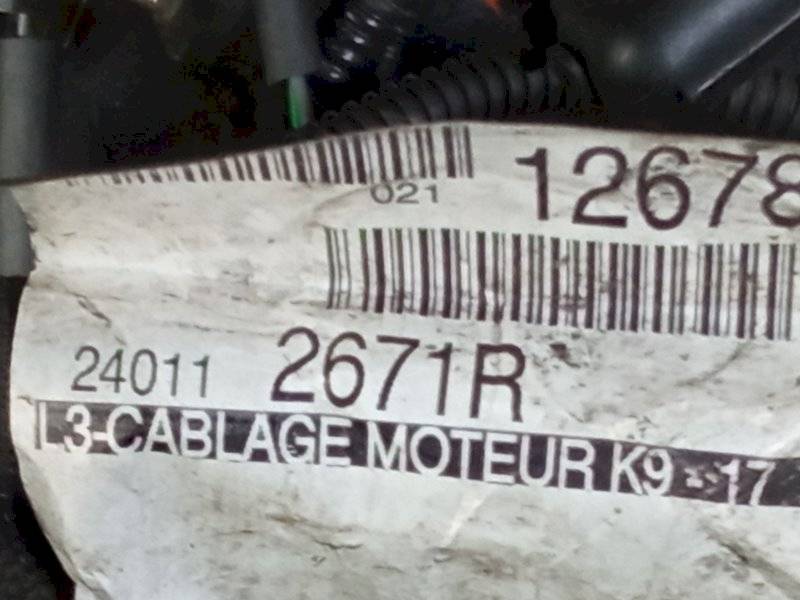 021
12678
24011 2671R
L3-CABLAGE MOTEUR K9 - 17